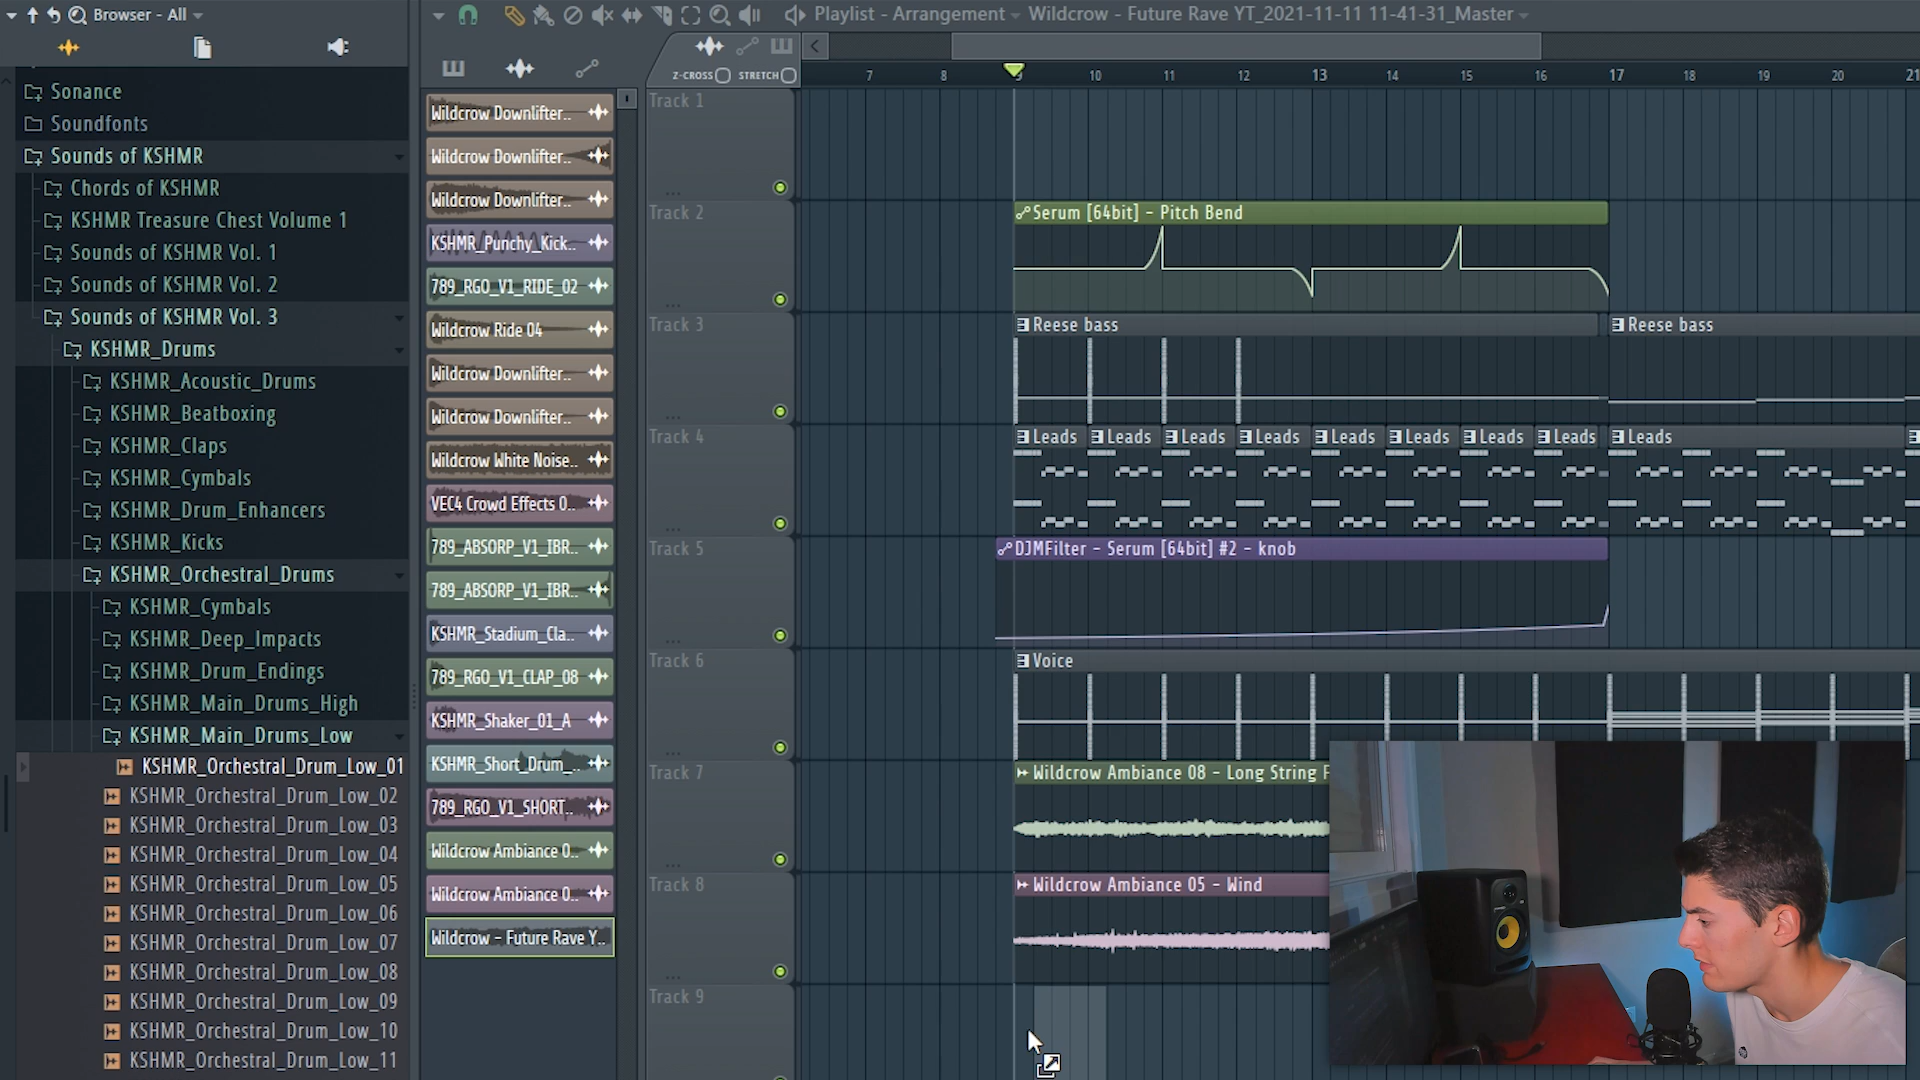 Browser - All
Playlist - Arrangement
Wildcrow - Future Rave YT_2021-11-11 11-41-31_Master
Z-CROSS
STRETCH
7 8 9 10 11 12 13 14 15 16 17 18 19 20 21
Sonance
Soundfonts
Sounds of KSHMR
Chords of KSHMR
KSHMR Treasure Chest Volume 1
Sounds of KSHMR Vol. 1
Sounds of KSHMR Vol. 2
Sounds of KSHMR Vol. 3
KSHMR_Drums
KSHMR_Acoustic_Drums
KSHMR_Beatboxing
KSHMR_Claps
KSHMR_Cymbals
KSHMR_Drum_Enhancers
KSHMR_Kicks
KSHMR_Orchestral_Drums
KSHMR_Cymbals
KSHMR_Deep_Impacts
KSHMR_Drum_Endings
KSHMR_Main_Drums_High
KSHMR_Main_Drums_Low
KSHMR_Orchestral_Drum_Low_01
KSHMR_Orchestral_Drum_Low_02
KSHMR_Orchestral_Drum_Low_03
KSHMR_Orchestral_Drum_Low_04
KSHMR_Orchestral_Drum_Low_05
KSHMR_Orchestral_Drum_Low_06
KSHMR_Orchestral_Drum_Low_07
KSHMR_Orchestral_Drum_Low_08
KSHMR_Orchestral_Drum_Low_09
KSHMR_Orchestral_Drum_Low_10
KSHMR_Orchestral_Drum_Low_11
Wildcrow Downlifter..
Wildcrow Downlifter..
Wildcrow Downlifter..
KSHMR_Punchy_Kick..
789_RGO_V1_RIDE_02
Wildcrow Ride 04
Wildcrow Downlifter..
Wildcrow Downlifter..
Wildcrow White Noise..
VEC4 Crowd Effects 0..
789_ABSORP_V1_IBR..
789_ABSORP_V1_IBR..
KSHMR_Stadium_Cla..
789_RGO_V1_CLAP_08
KSHMR_Shaker_01_A
KSHMR_Short_Drum_..
789_RGO_V1_SHORT..
Wildcrow Ambiance 0..
Wildcrow Ambiance 0..
Wildcrow - Future Rave Y..
Track 1
Track 2
Serum [64bit] - Pitch Bend
Track 3
Reese bass
Reese bass
Track 4
Leads Leads Leads Leads Leads Leads Leads Leads Leads
Track 5
DJMFilter - Serum [64bit] #2 - knob
Track 6
Voice
Track 7
Wildcrow Ambiance 08 - Long String F
Track 8
Wildcrow Ambiance 05 - Wind
Track 9